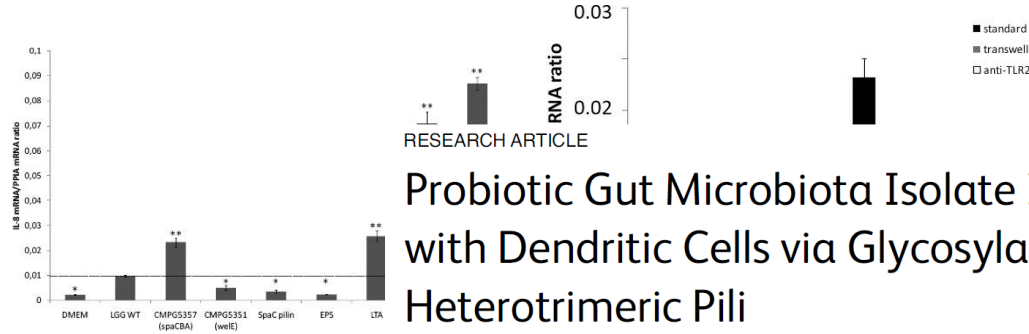 0.03
standard
transwell
anti-TLR2
RNA ratio
0.02
0,1
0,09
0,08
0,07
0,06
0,05
0,04
0,03
0,02
0,01
0
IL-8 mRNA/PPIA mRNA ratio
*
**
*
*
*
**
**
**
DMEM
LGG WT
CMPG5357
(spaCBA)
CMPG5351
(welE)
SpaC pilin
EPS
LTA
RESEARCH ARTICLE
Probiotic Gut Microbiota Isolate
with Dendritic Cells via Glycosyla
Heterotrimeric Pili